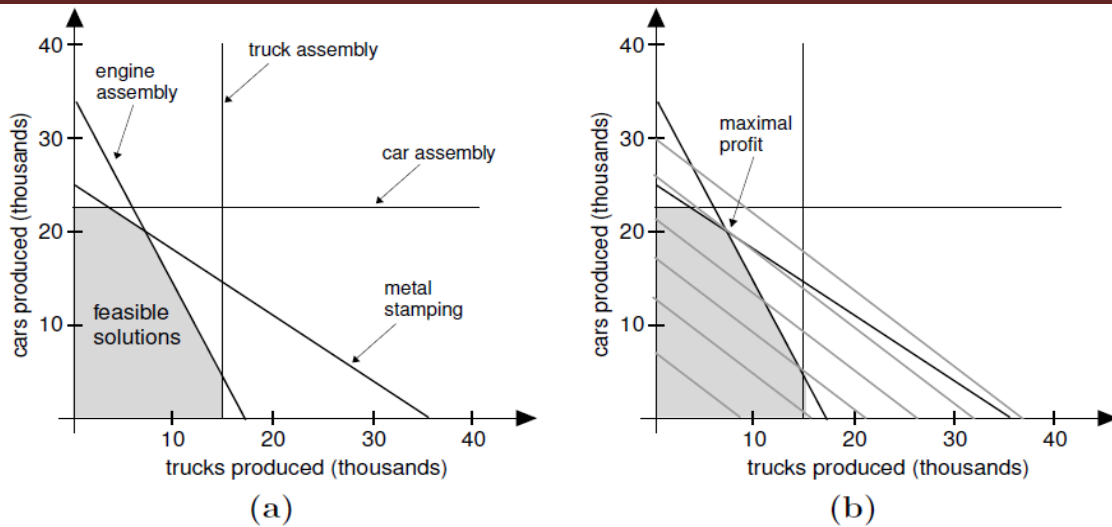 40
30
20
10
cars produced (thousands)
engine
assembly
truck assembly
car assembly
metal
stamping
feasible
solutions
10
20
30
40
trucks produced (thousands)
(a)
40
30
20
10
cars produced (thousands)
maximal
profit
10
20
30
40
trucks produced (thousands)
(b)